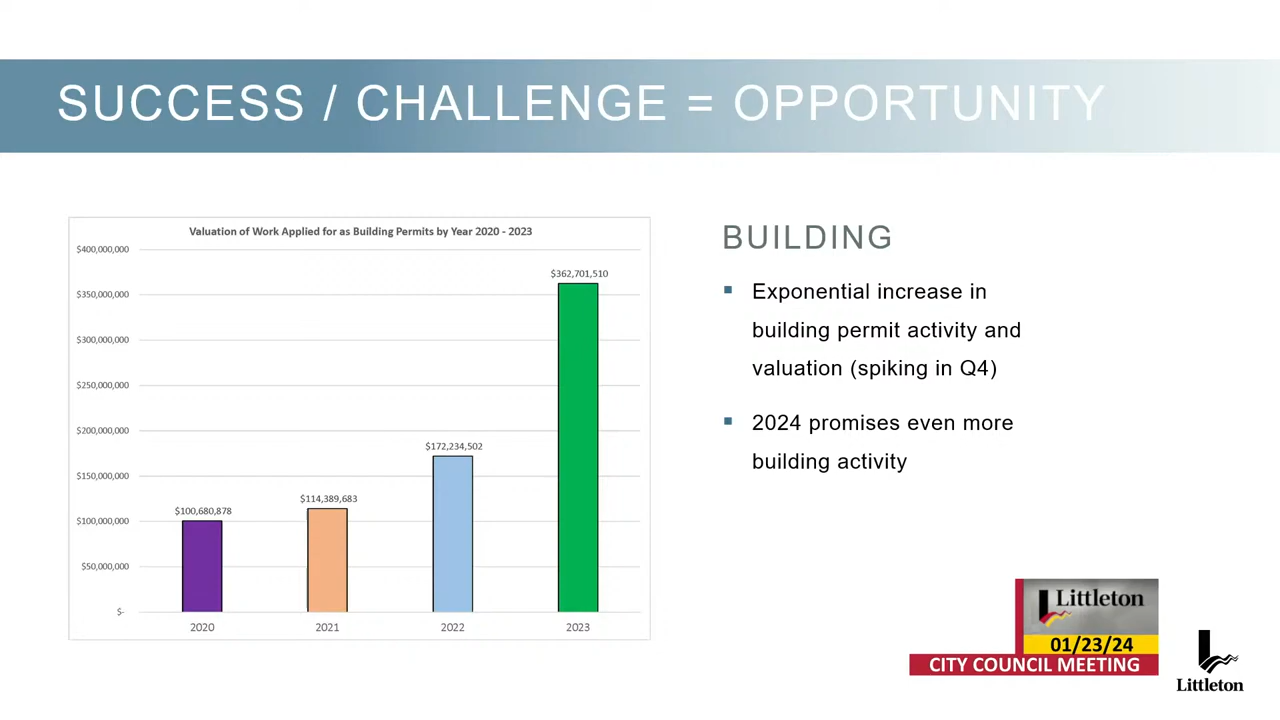 SUCCESS / CHALLENGE = OPPORTUNITY
Valuation of Work Applied for as Building Permits by Year 2020 - 2023
$400,000,000
$350,000,000
$300,000,000
$250,000,000
$200,000,000
$150,000,000
$100,000,000
$50,000,000
$-
$100,680,878
$114,389,683
$172,234,502
$362,701,510
2020
2021
2022
2023
BUILDING
▪ Exponential increase in
building permit activity and
valuation (spiking in Q4)
▪ 2024 promises even more
building activity
Littleton
01/23/24
CITY COUNCIL MEETING
Littleton